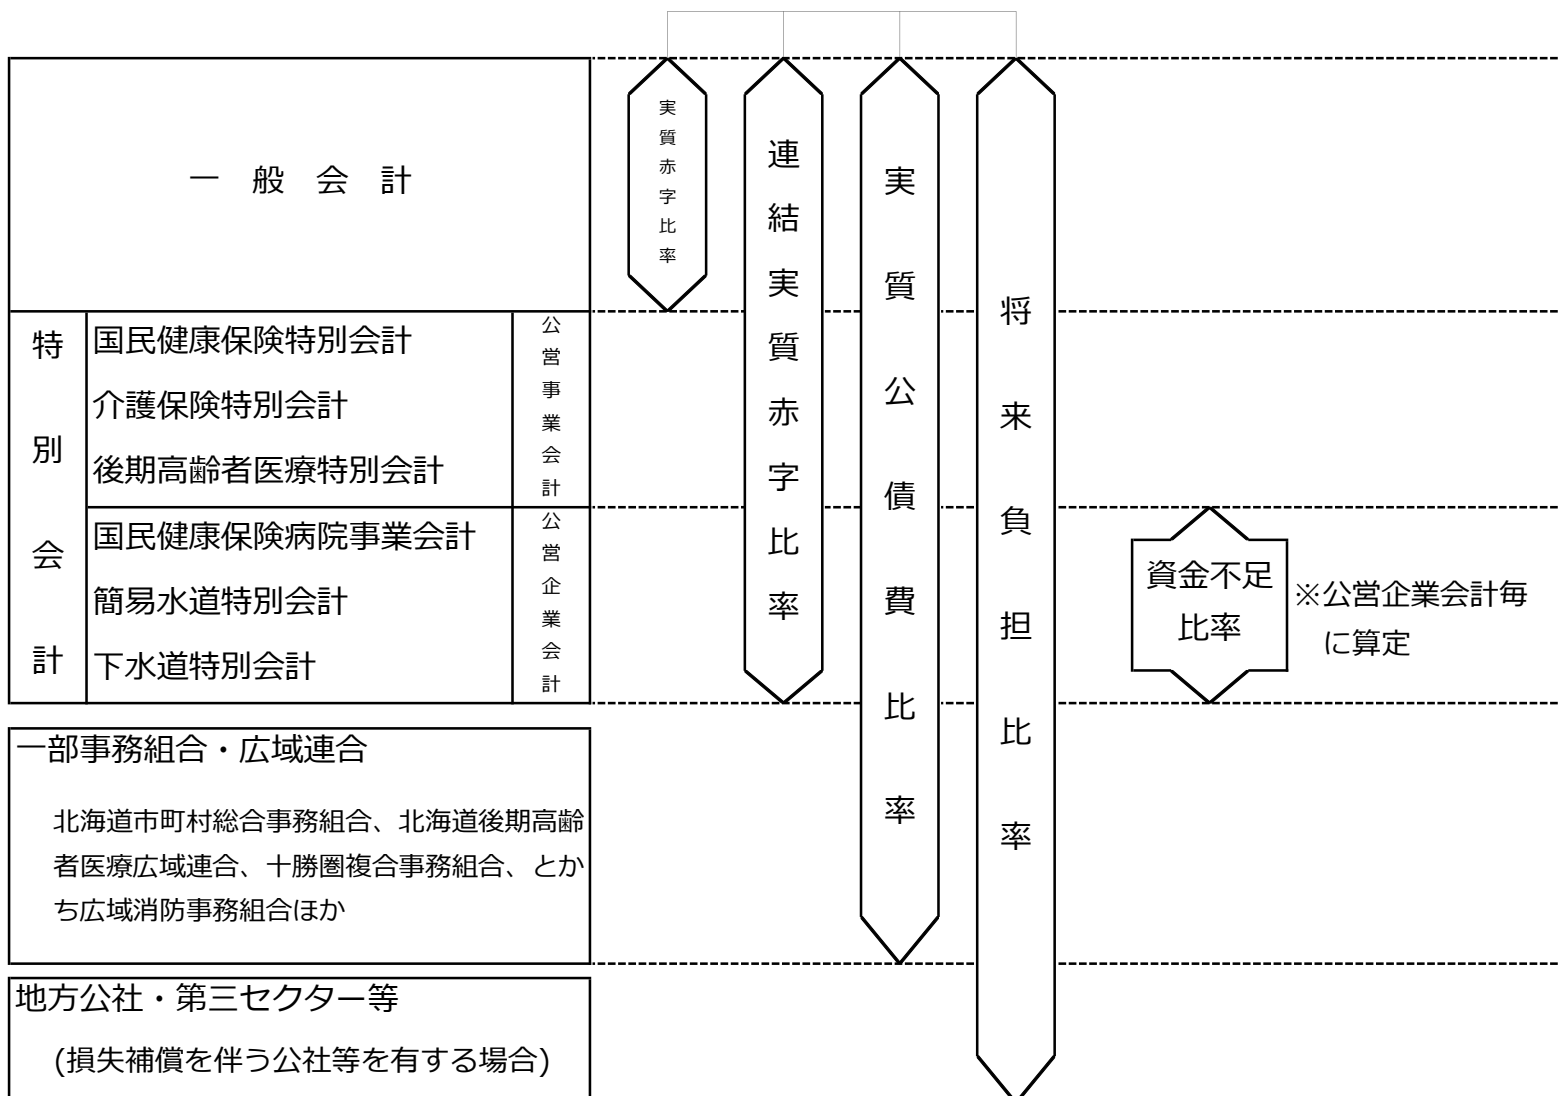 一般会計
特別会計
国民健康保険特別会計
介護保険特別会計
後期高齢者医療特別会計
公営事業会計
国民健康保険病院事業会計
簡易水道特別会計
下水道特別会計
公営企業会計
一部事務組合・広域連合
北海道市町村総合事務組合、北海道後期高齢
者医療広域連合、十勝圏複合事務組合、とか
ち広域消防事務組合ほか
地方公社・第三セクター等
(損失補償を伴う公社等を有する場合)
実質赤字比率
連結実質赤字比率
実質公債費比率
将来負担比率
資金不足
比率
※公営企業会計毎
に算定